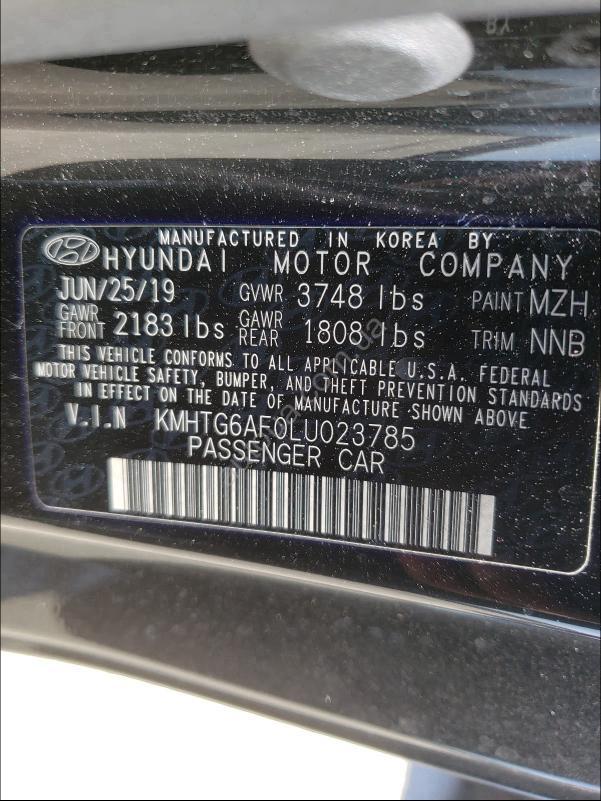 MANUFACTURED IN KOREA BY
HYUNDAI MOTOR COMPANY
JUN/25/19 GVWR 3748 lbs PAINT MZH
GAWR FRONT 2183 lbs GAWR REAR 1808 lbs TRIM NNB
THIS VEHICLE CONFORMS TO ALL APPLICABLE U.S.A. FEDERAL
MOTOR VEHICLE SAFETY, BUMPER, AND THEFT PREVENTION STANDARDS
IN EFFECT ON THE DATE OF MANUFACTURE SHOWN ABOVE
V.I.N KMHTG6AF0LU023785
PASSENGER CAR